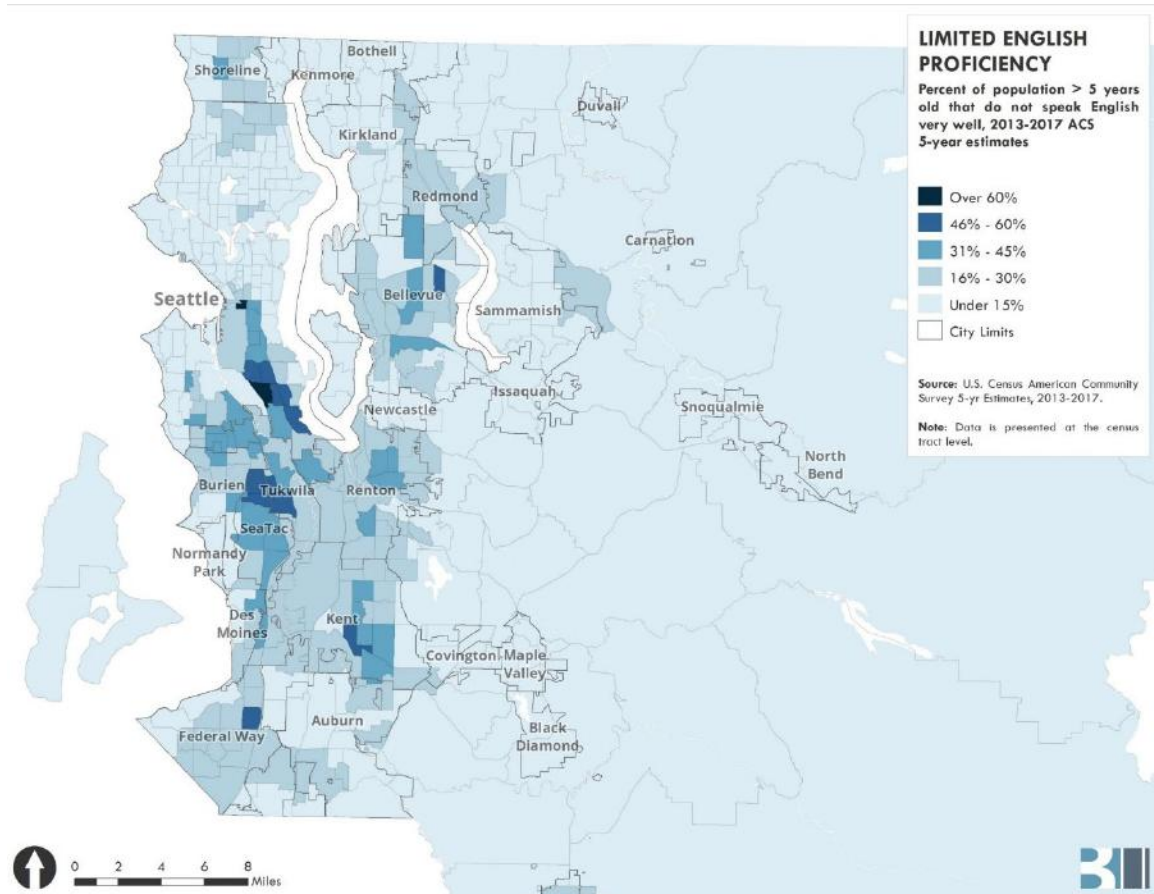 LIMITED ENGLISH
PROFICIENCY
Percent of population > 5 years
old that do not speak English
very well, 2013-2017 ACS
5-year estimates
Over 60%
46% - 60%
31% - 45%
16% - 30%
Under 15%
City Limits
Source: U.S. Census American Community
Survey 5-yr Estimates, 2013-2017.
Note: Data is presented at the census
tract level.
Bothell
Shoreline
Kenmore
Duvall
Kirkland
Redmond
Carnation
Seattle
Bellevue
Sammamish
Issaquah
Newcastle
Snoqualmie
North
Bend
Burien
Tukwila
Renton
SeaTac
Normandy
Park
Des
Moines
Kent
Covington
Maple
Valley
Auburn
Black
Diamond
Federal Way
0 2 4 6 8
Miles